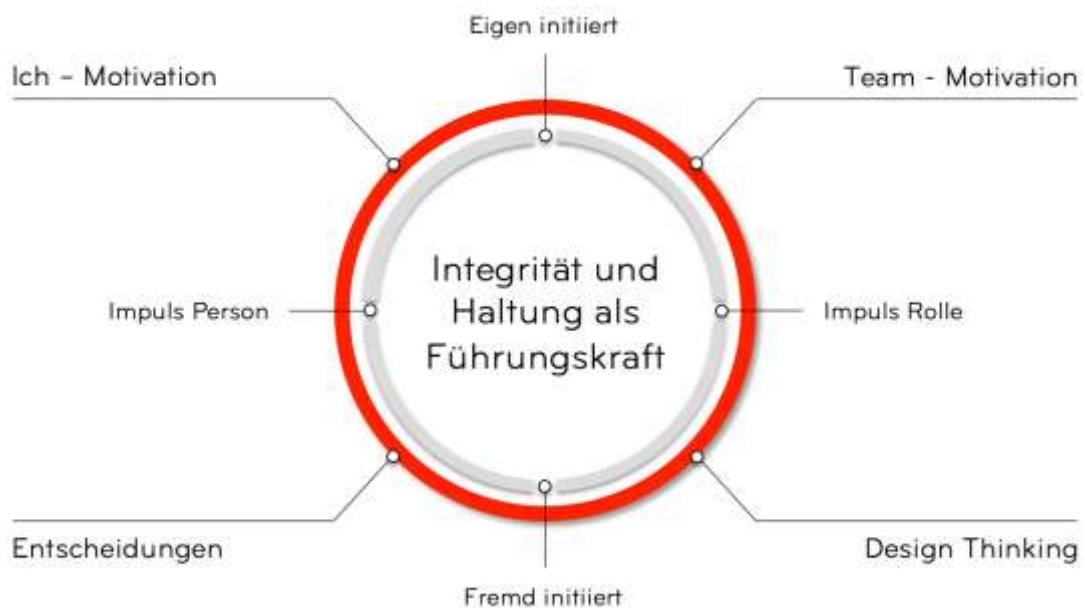 Eigen initiiert
Ich – Motivation
Team - Motivation
Integrität und
Haltung als
Führungskraft
Impuls Person
Impuls Rolle
Entscheidungen
Design Thinking
Fremd initiiert